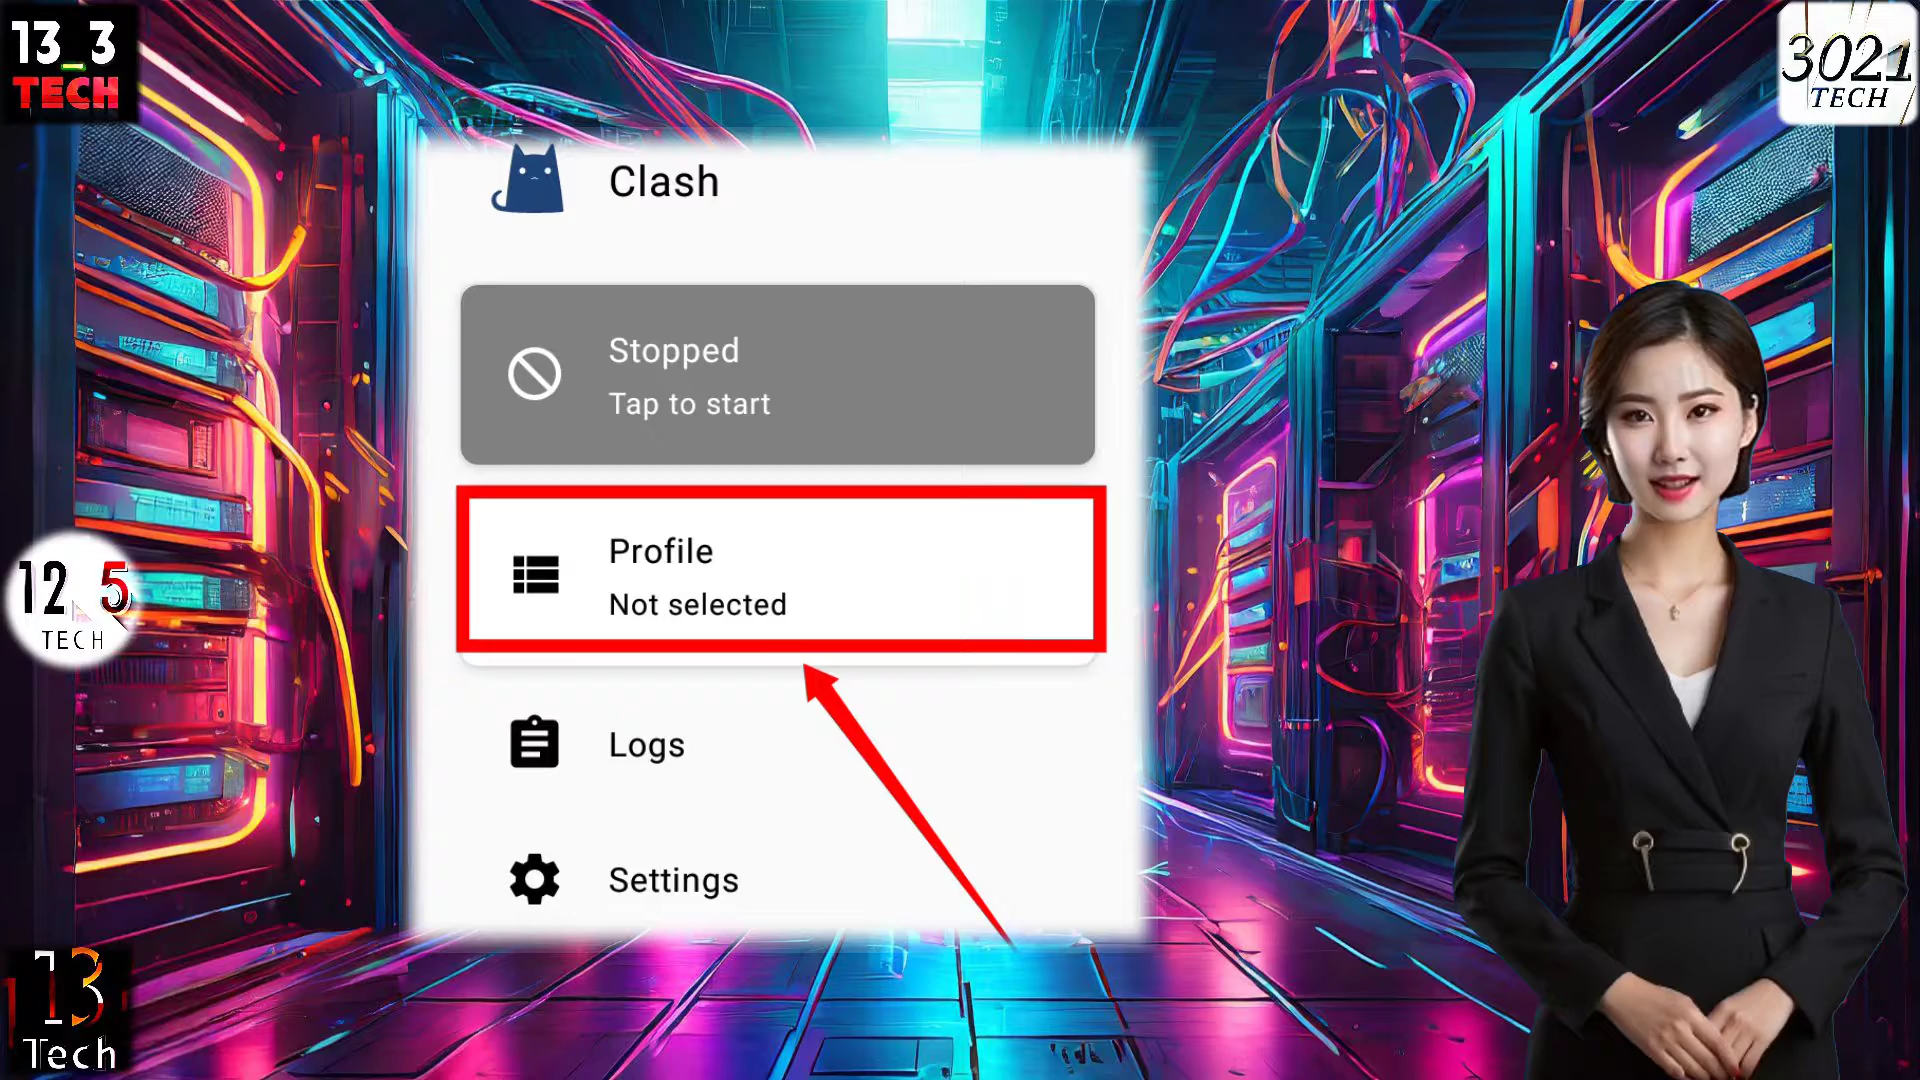 13_3
TECH
3021
TECH
Clash
Stopped
Tap to start
Profile
Not selected
12 5
TECH
Logs
Settings
13
Tech